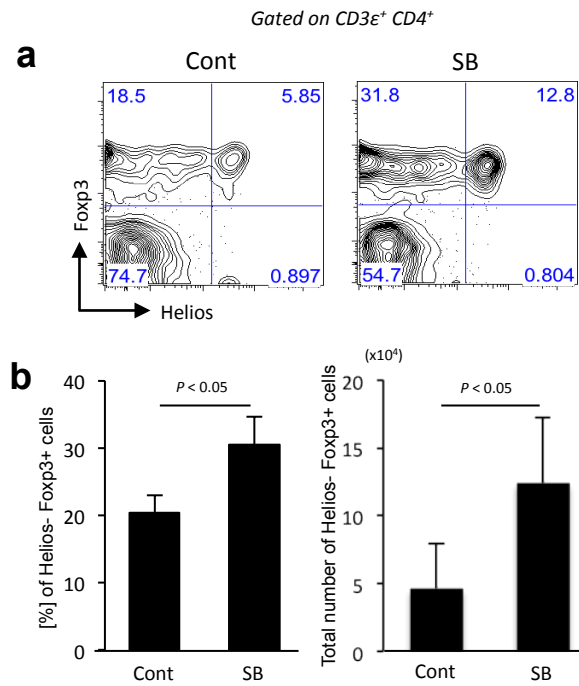 Gated on CD3ε⁺ CD4⁺
a
Cont
SB
18.5
5.85
31.8
12.8
Foxp3
74.7
0.897
54.7
0.804
Helios
b
(x10⁴)
[%] of Helios- Foxp3+ cells
40
30
20
10
0
P < 0.05
Cont
SB
Total number of Helios- Foxp3+ cells
20
15
10
5
0
P < 0.05
Cont
SB